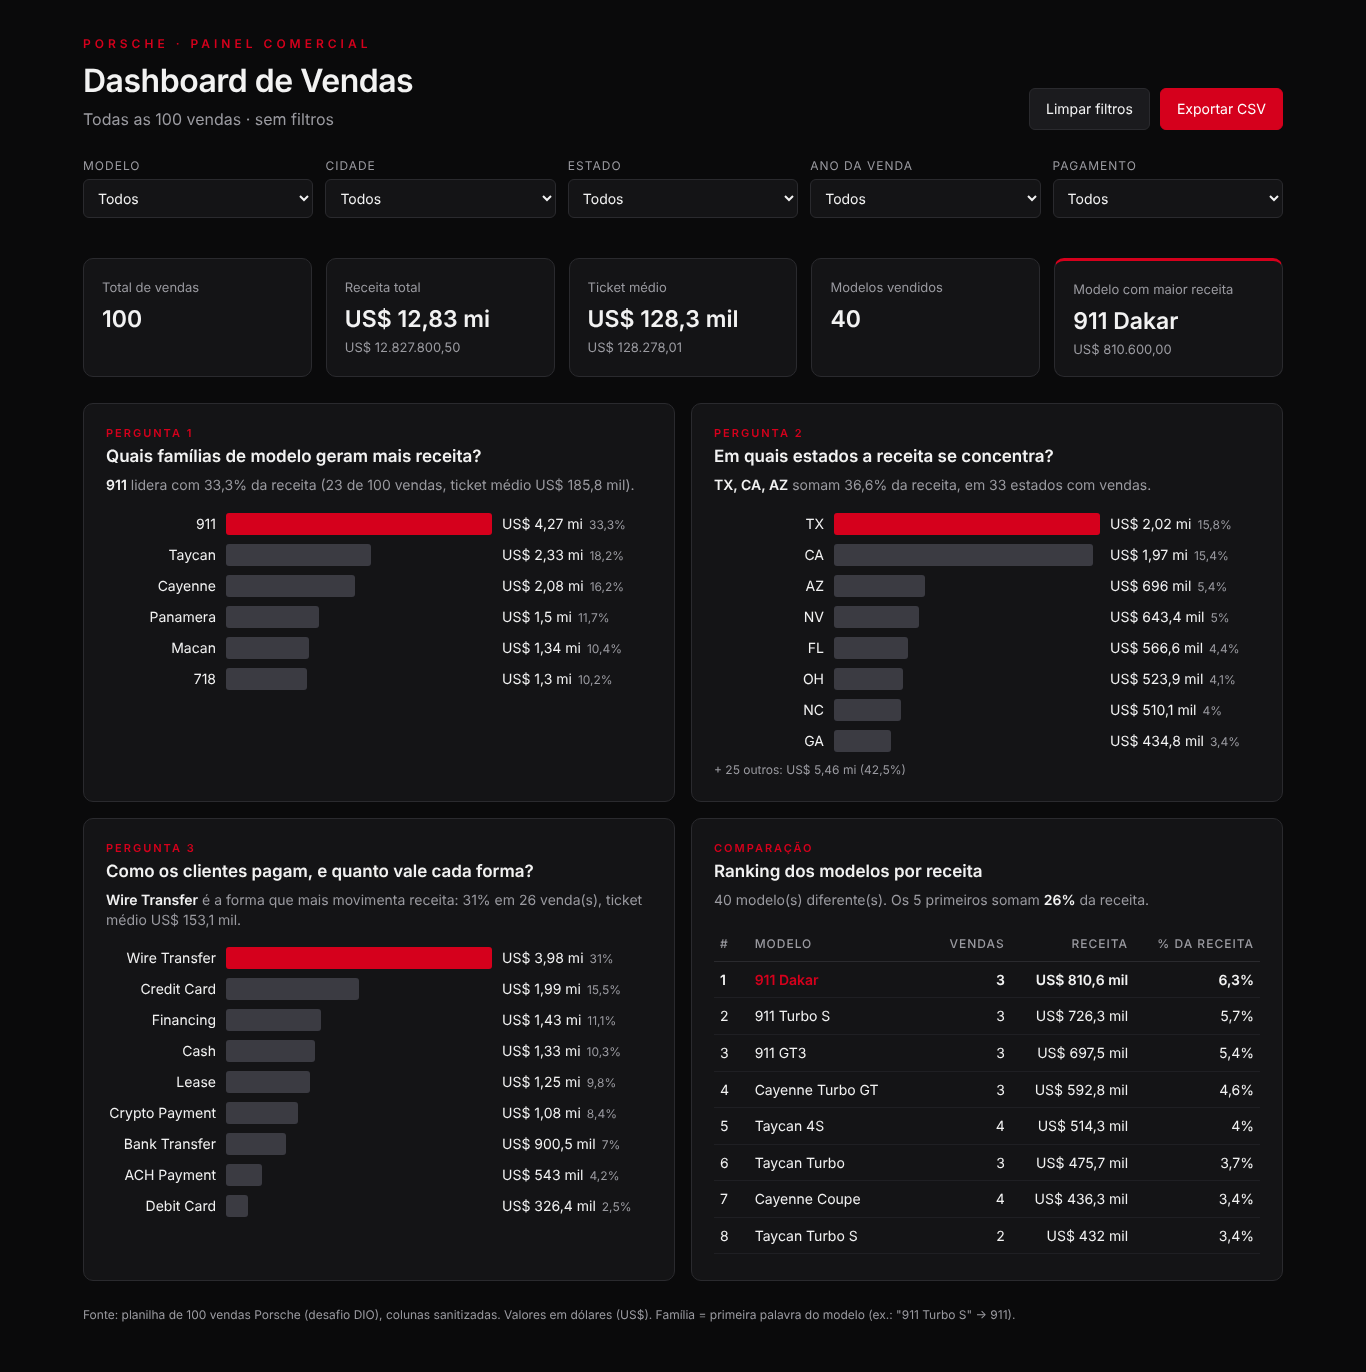 PORSCHE · PAINEL COMERCIAL
Dashboard de Vendas
Todas as 100 vendas · sem filtros
Limpar filtros
Exportar CSV
MODELO
CIDADE
ESTADO
ANO DA VENDA
PAGAMENTO
Todos
Todos
Todos
Todos
Todos
Total de vendas
100
Receita total
US$ 12,83 mi
US$ 12.827.800,50
Ticket médio
US$ 128,3 mil
US$ 128.278,01
Modelos vendidos
40
Modelo com maior receita
911 Dakar
US$ 810.600,00
PERGUNTA 1
Quais famílias de modelo geram mais receita?
911 lidera com 33,3% da receita (23 de 100 vendas, ticket médio US$ 185,8 mil).
911 US$ 4,27 mi 33,3%
Taycan US$ 2,33 mi 18,2%
Cayenne US$ 2,08 mi 16,2%
Panamera US$ 1,5 mi 11,7%
Macan US$ 1,34 mi 10,4%
718 US$ 1,3 mi 10,2%
PERGUNTA 2
Em quais estados a receita se concentra?
TX, CA, AZ somam 36,6% da receita, em 33 estados com vendas.
TX US$ 2,02 mi 15,8%
CA US$ 1,97 mi 15,4%
AZ US$ 696 mil 5,4%
NV US$ 643,4 mil 5%
FL US$ 566,6 mil 4,4%
OH US$ 523,9 mil 4,1%
NC US$ 510,1 mil 4%
GA US$ 434,8 mil 3,4%
+ 25 outros: US$ 5,46 mi (42,5%)
PERGUNTA 3
Como os clientes pagam, e quanto vale cada forma?
Wire Transfer é a forma que mais movimenta receita: 31% em 26 venda(s), ticket
médio US$ 153,1 mil.
Wire Transfer US$ 3,98 mi 31%
Credit Card US$ 1,99 mi 15,5%
Financing US$ 1,43 mi 11,1%
Cash US$ 1,33 mi 10,3%
Lease US$ 1,25 mi 9,8%
Crypto Payment US$ 1,08 mi 8,4%
Bank Transfer US$ 900,5 mil 7%
ACH Payment US$ 543 mil 4,2%
Debit Card US$ 326,4 mil 2,5%
COMPARAÇÃO
Ranking dos modelos por receita
40 modelo(s) diferente(s). Os 5 primeiros somam 26% da receita.
# MODELO VENDAS RECEITA % DA RECEITA
1 911 Dakar 3 US$ 810,6 mil 6,3%
2 911 Turbo S 3 US$ 726,3 mil 5,7%
3 911 GT3 3 US$ 697,5 mil 5,4%
4 Cayenne Turbo GT 3 US$ 592,8 mil 4,6%
5 Taycan 4S 4 US$ 514,3 mil 4%
6 Taycan Turbo 3 US$ 475,7 mil 3,7%
7 Cayenne Coupe 4 US$ 436,3 mil 3,4%
8 Taycan Turbo S 2 US$ 432 mil 3,4%
Fonte: planilha de 100 vendas Porsche (desafio DIO), colunas sanitizadas. Valores em dólares (US$). Família = primeira palavra do modelo (ex.: "911 Turbo S" → 911).